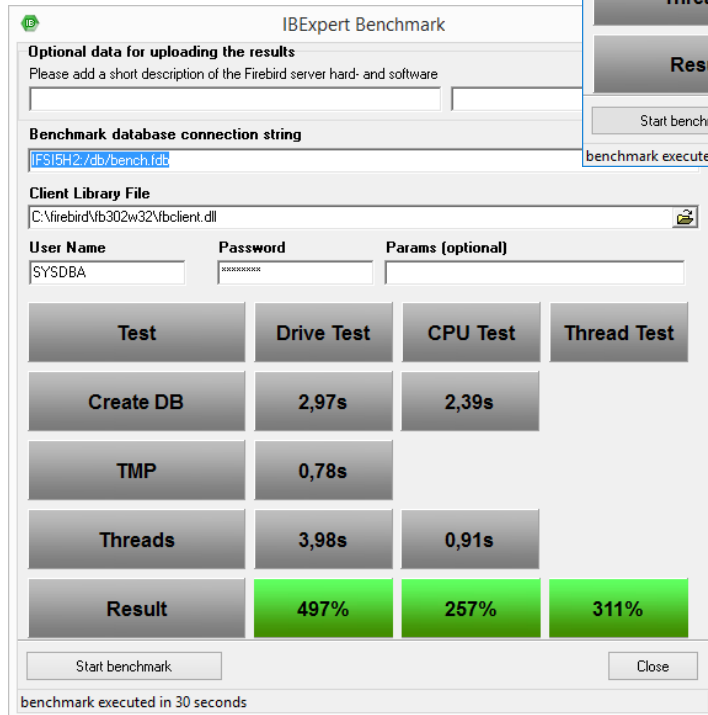 IBExpert Benchmark
Optional data for uploading the results
Please add a short description of the Firebird server hard- and software
Benchmark database connection string
IFSI5H2:/db/bench.fdb
Client Library File
C:\firebird\fb302w32\fbclient.dll
User Name Password Params (optional)
SYSDBA ××××××××
Test Drive Test CPU Test Thread Test
Create DB 2,97s 2,39s
TMP 0,78s
Threads 3,98s 0,91s
Result 497% 257% 311%
Start benchmark Close
benchmark executed in 30 seconds
Start
benchmark